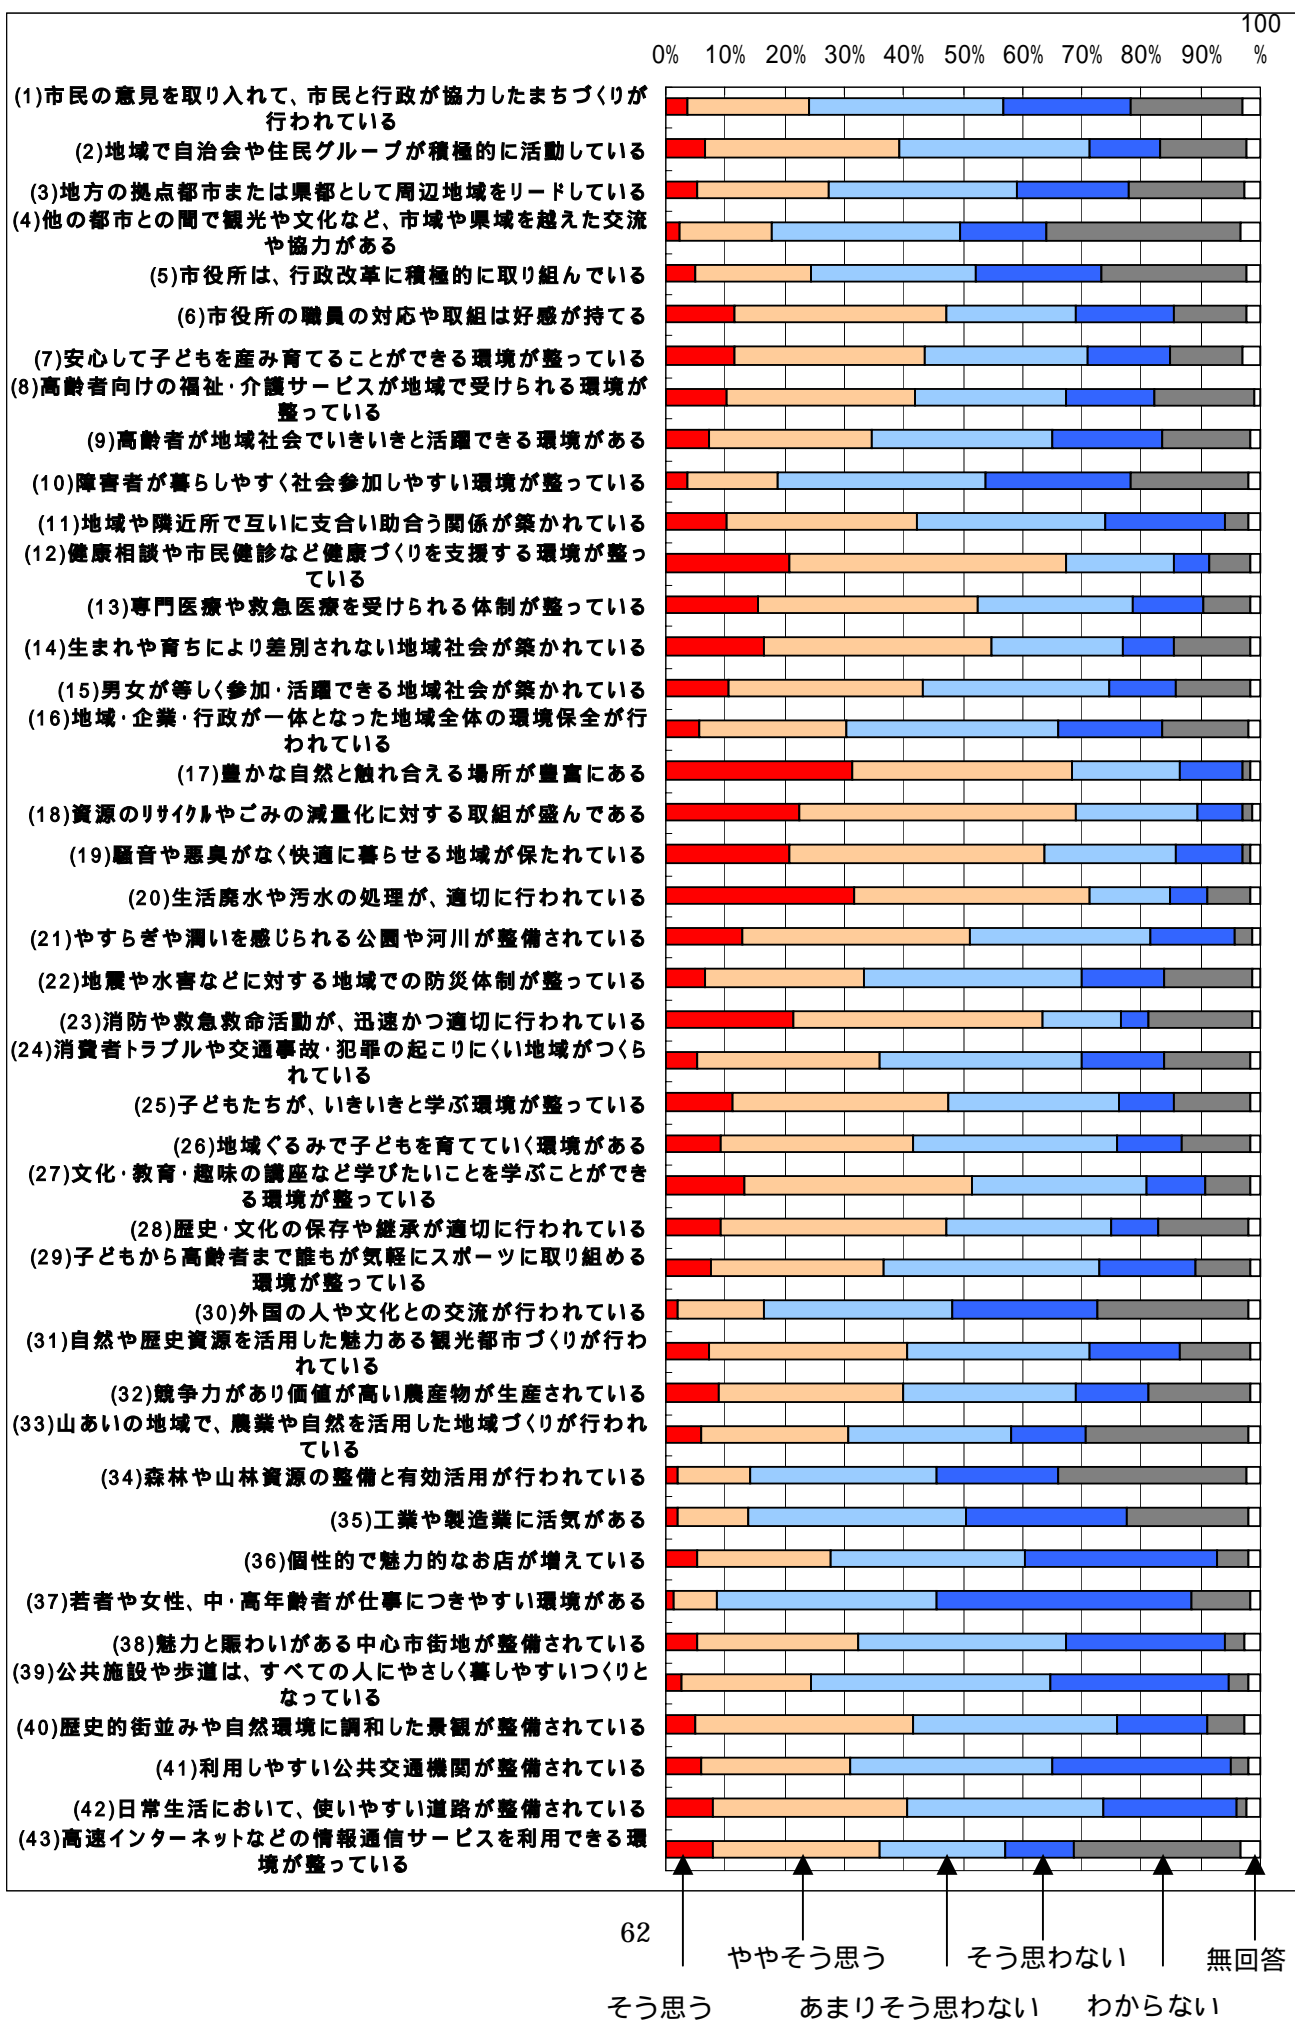 100
0% 10% 20% 30% 40% 50% 60% 70% 80% 90% %
(1)市民の意見を取り入れて、市民と行政が協力したまちづくりが
行われている
(2)地域で自治会や住民グループが積極的に活動している
(3)地方の拠点都市または県都として周辺地域をリードしている
(4)他の都市との間で観光や文化など、市域や県域を越えた交流
や協力がある
(5)市役所は、行政改革に積極的に取り組んでいる
(6)市役所の職員の対応や取組は好感が持てる
(7)安心して子どもを産み育てることができる環境が整っている
(8)高齢者向けの福祉・介護サービスが地域で受けられる環境が
整っている
(9)高齢者が地域社会でいきいきと活躍できる環境がある
(10)障害者が暮らしやすく社会参加しやすい環境が整っている
(11)地域や隣近所で互いに支合い助合う関係が築かれている
(12)健康相談や市民健診など健康づくりを支援する環境が整っ
ている
(13)専門医療や救急医療を受けられる体制が整っている
(14)生まれや育ちにより差別されない地域社会が築かれている
(15)男女が等しく参加・活躍できる地域社会が築かれている
(16)地域・企業・行政が一体となった地域全体の環境保全が行
われている
(17)豊かな自然と触れ合える場所が豊富にある
(18)資源のリサイクルやごみの減量化に対する取組が盛んである
(19)騒音や悪臭がなく快適に暮らせる地域が保たれている
(20)生活廃水や汚水の処理が、適切に行われている
(21)やすらぎや潤いを感じられる公園や河川が整備されている
(22)地震や水害などに対する地域での防災体制が整っている
(23)消防や救急救命活動が、迅速かつ適切に行われている
(24)消費者トラブルや交通事故・犯罪の起こりにくい地域がつくら
れている
(25)子どもたちが、いきいきと学ぶ環境が整っている
(26)地域ぐるみで子どもを育てていく環境がある
(27)文化・教育・趣味の講座など学びたいことを学ぶことができ
る環境が整っている
(28)歴史・文化の保存や継承が適切に行われている
(29)子どもから高齢者まで誰もが気軽にスポーツに取り組める
環境が整っている
(30)外国の人や文化との交流が行われている
(31)自然や歴史資源を活用した魅力ある観光都市づくりが行わ
れている
(32)競争力があり価値が高い農産物が生産されている
(33)山あいの地域で、農業や自然を活用した地域づくりが行われ
ている
(34)森林や山林資源の整備と有効活用が行われている
(35)工業や製造業に活気がある
(36)個性的で魅力的なお店が増えている
(37)若者や女性、中・高年齢者が仕事につきやすい環境がある
(38)魅力と賑わいがある中心市街地が整備されている
(39)公共施設や歩道は、すべての人にやさしく暮しやすいつくりと
なっている
(40)歴史的街並みや自然環境に調和した景観が整備されている
(41)利用しやすい公共交通機関が整備されている
(42)日常生活において、使いやすい道路が整備されている
(43)高速インターネットなどの情報通信サービスを利用できる環
境が整っている
62
ややそう思う そう思わない 無回答
そう思う あまりそう思わない わからない